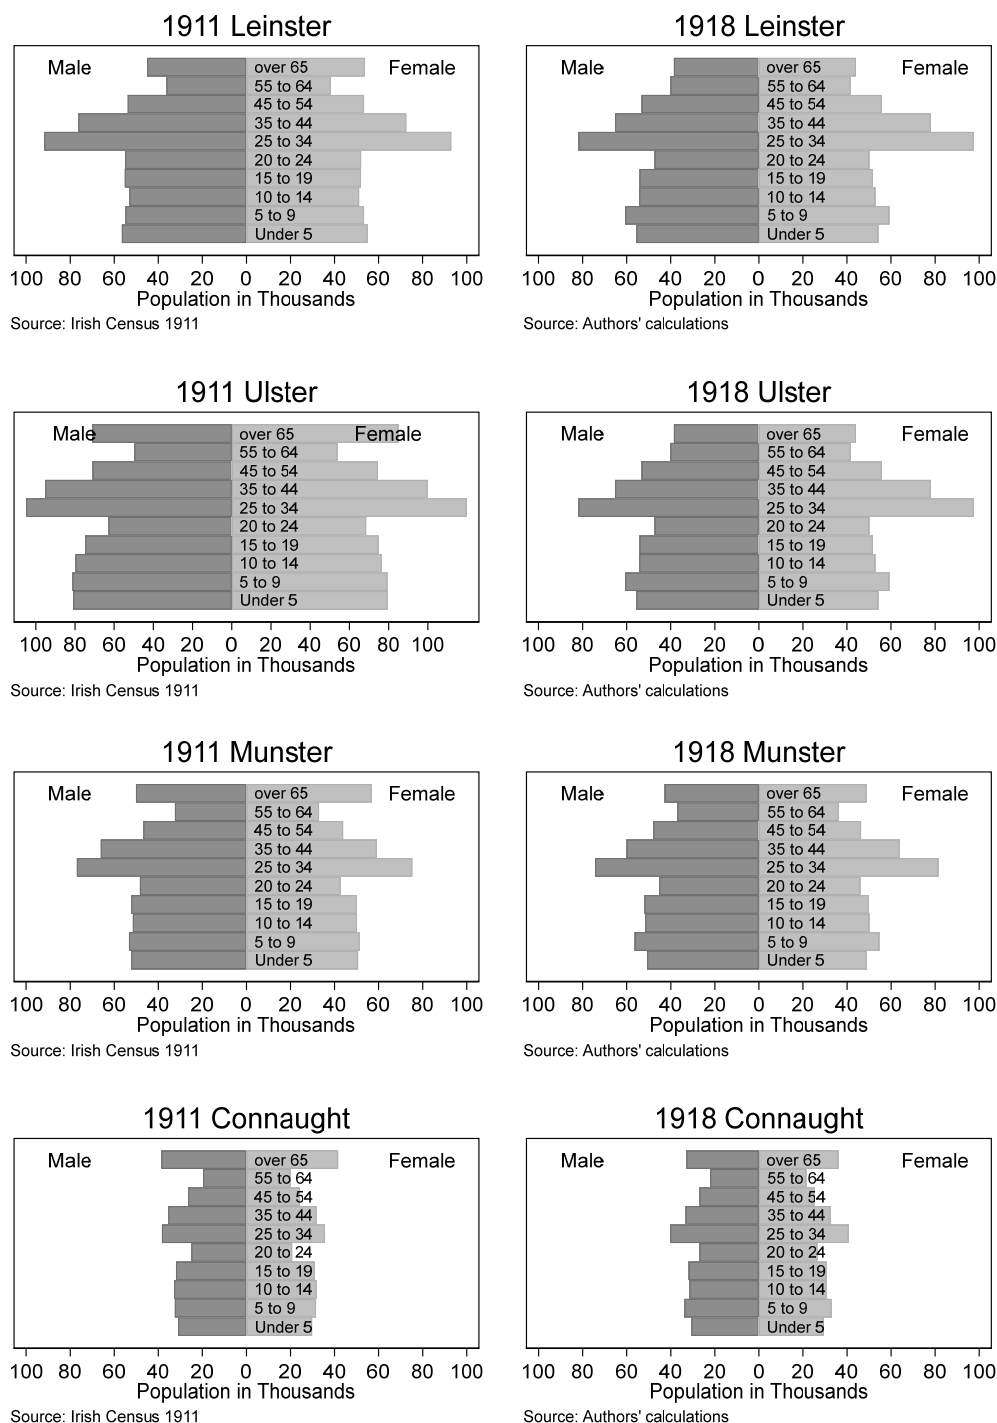 1911 Leinster
Male Female
over 65
55 to 64
45 to 54
35 to 44
25 to 34
20 to 24
15 to 19
10 to 14
5 to 9
Under 5
100 80 60 40 20 0 20 40 60 80 100
Population in Thousands
Source: Irish Census 1911
1918 Leinster
Male Female
over 65
55 to 64
45 to 54
35 to 44
25 to 34
20 to 24
15 to 19
10 to 14
5 to 9
Under 5
100 80 60 40 20 0 20 40 60 80 100
Population in Thousands
Source: Authors' calculations
1911 Ulster
Male Female
over 65
55 to 64
45 to 54
35 to 44
25 to 34
20 to 24
15 to 19
10 to 14
5 to 9
Under 5
100 80 60 40 20 0 20 40 60 80 100
Population in Thousands
Source: Irish Census 1911
1918 Ulster
Male Female
over 65
55 to 64
45 to 54
35 to 44
25 to 34
20 to 24
15 to 19
10 to 14
5 to 9
Under 5
100 80 60 40 20 0 20 40 60 80 100
Population in Thousands
Source: Authors' calculations
1911 Munster
Male Female
over 65
55 to 64
45 to 54
35 to 44
25 to 34
20 to 24
15 to 19
10 to 14
5 to 9
Under 5
100 80 60 40 20 0 20 40 60 80 100
Population in Thousands
Source: Irish Census 1911
1918 Munster
Male Female
over 65
55 to 64
45 to 54
35 to 44
25 to 34
20 to 24
15 to 19
10 to 14
5 to 9
Under 5
100 80 60 40 20 0 20 40 60 80 100
Population in Thousands
Source: Authors' calculations
1911 Connaught
Male Female
over 65
55 to 64
45 to 54
35 to 44
25 to 34
20 to 24
15 to 19
10 to 14
5 to 9
Under 5
100 80 60 40 20 0 20 40 60 80 100
Population in Thousands
Source: Irish Census 1911
1918 Connaught
Male Female
over 65
55 to 64
45 to 54
35 to 44
25 to 34
20 to 24
15 to 19
10 to 14
5 to 9
Under 5
100 80 60 40 20 0 20 40 60 80 100
Population in Thousands
Source: Authors' calculations